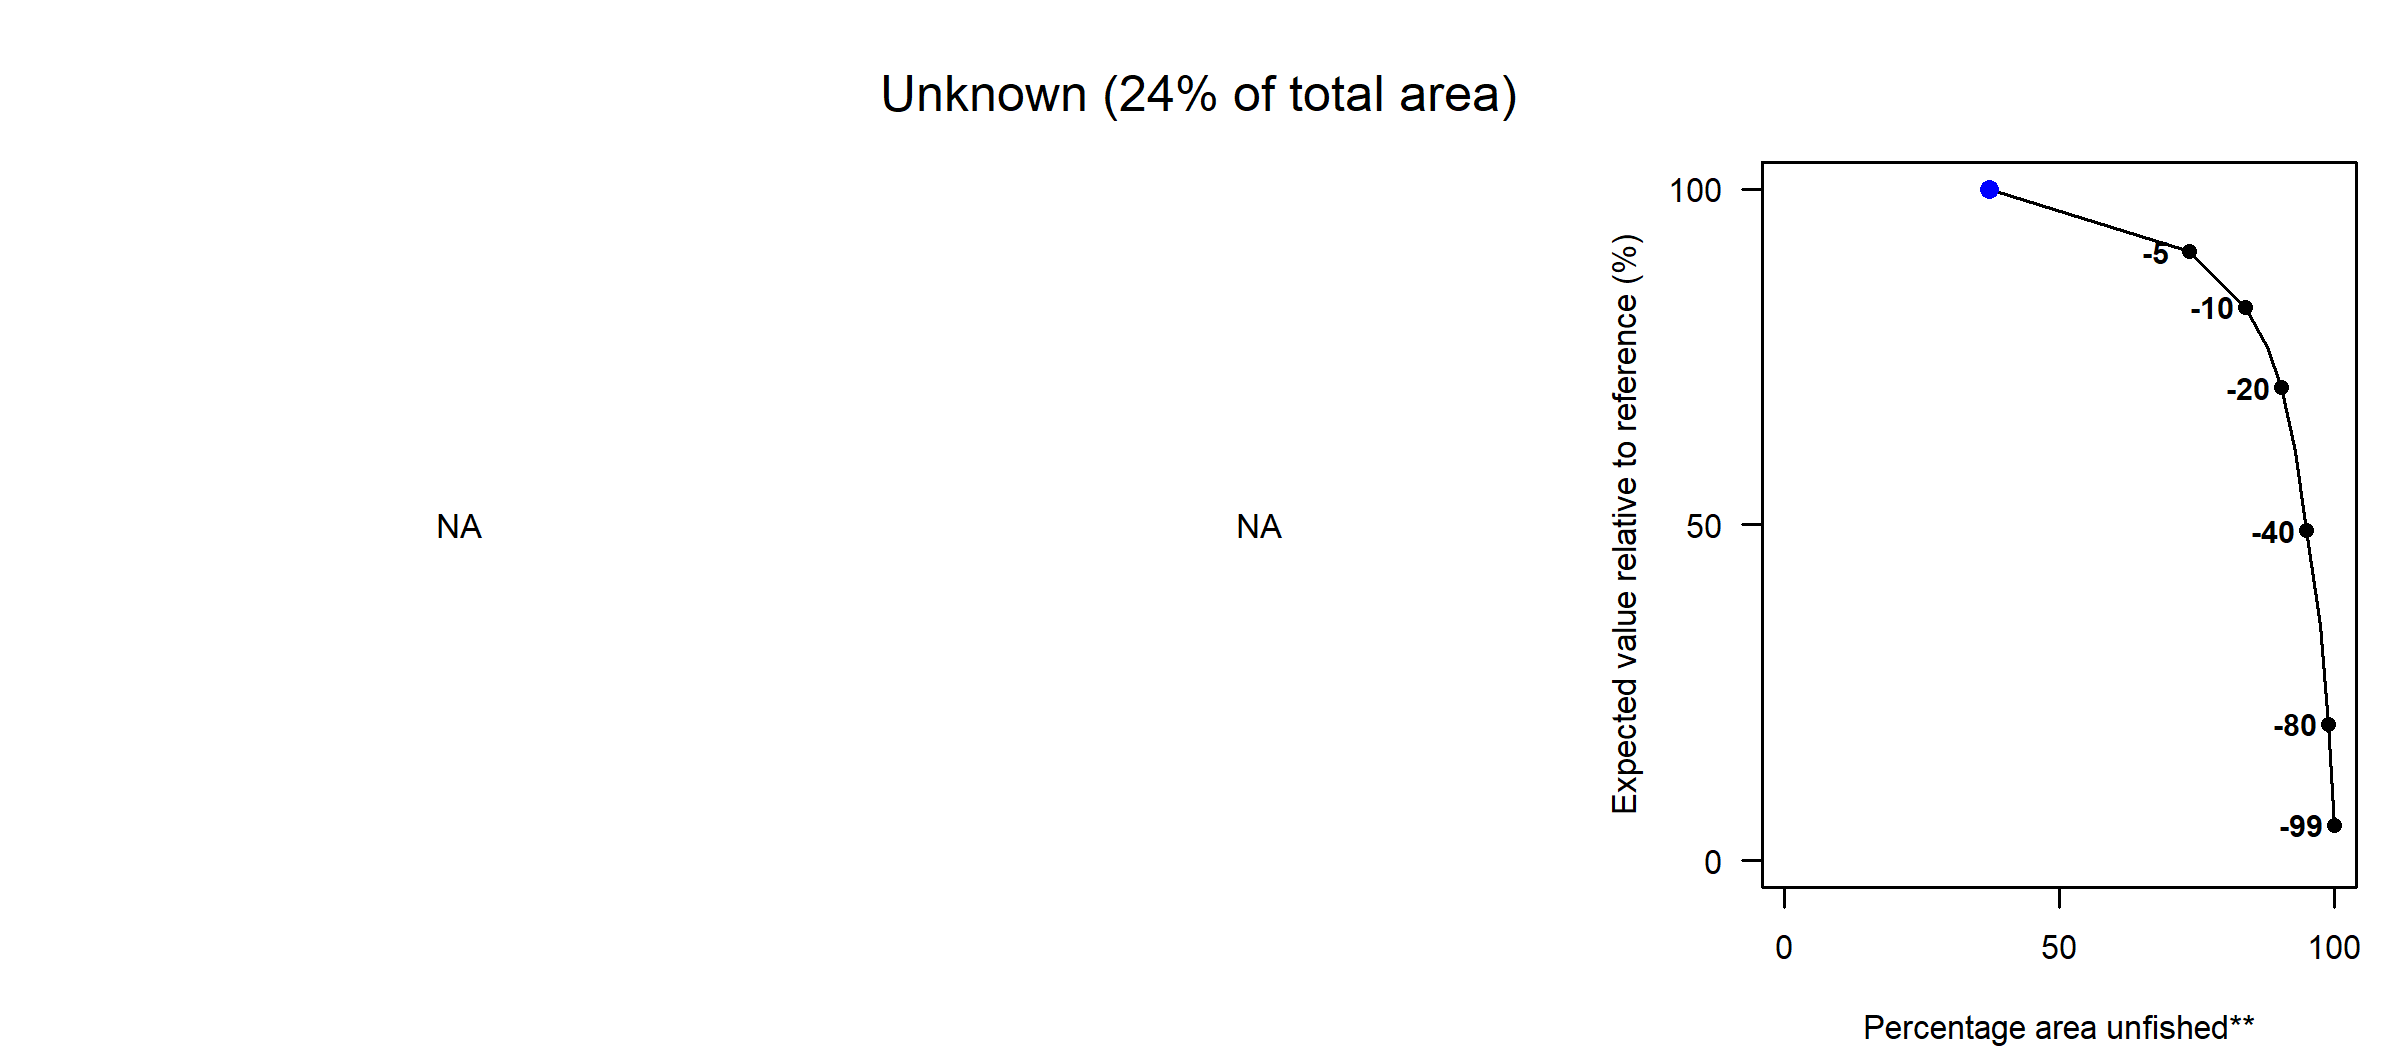 Unknown (24% of total area)
NA
NA
Expected value relative to reference (%)
100
50
0
-5
-10
-20
-40
-80
-99
0 50 100
Percentage area unfished**